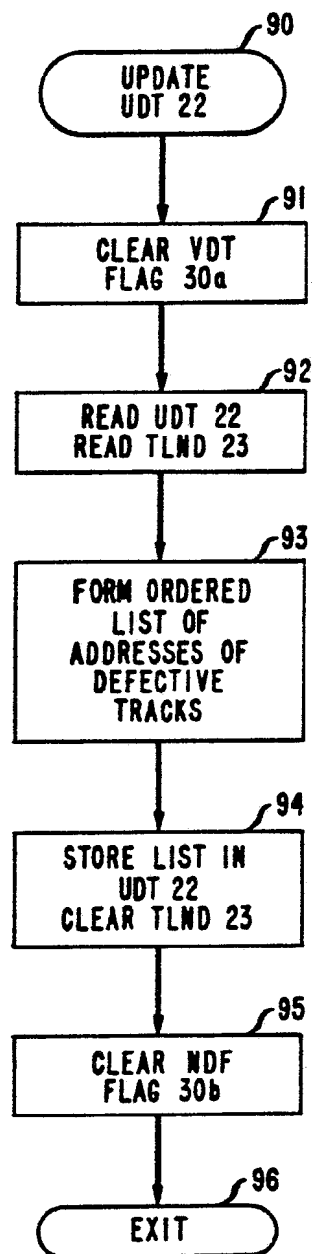 90
UPDATE
UDT 22
91
CLEAR VDT
FLAG 30a
92
READ UDT 22
READ TLND 23
93
FORM ORDERED
LIST OF
ADDRESSES OF
DEFECTIVE
TRACKS
94
STORE LIST IN
UDT 22
CLEAR TLND 23
95
CLEAR NDF
FLAG 30b
96
EXIT